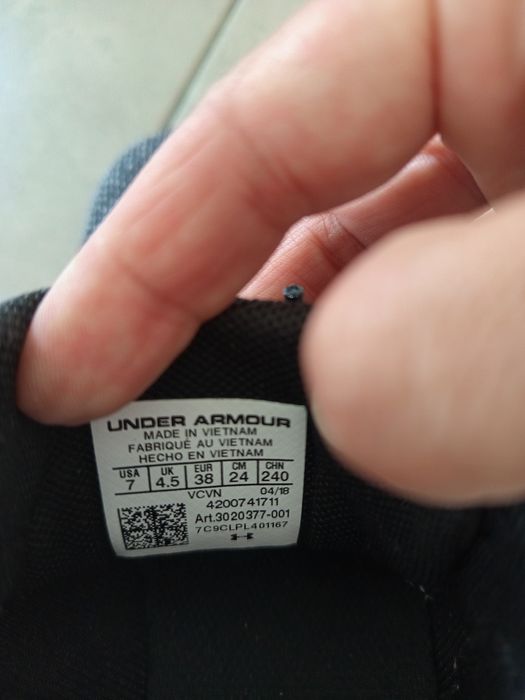 UNDER ARMOUR
MADE IN VIETNAM
FABRIQUÉ AU VIETNAM
HECHO EN VIETNAM
USA UK EUR CM CHN
7 4.5 38 24 240
VCVN 04/18
4200741711
Art.3020377-001
7C9CLPL401167